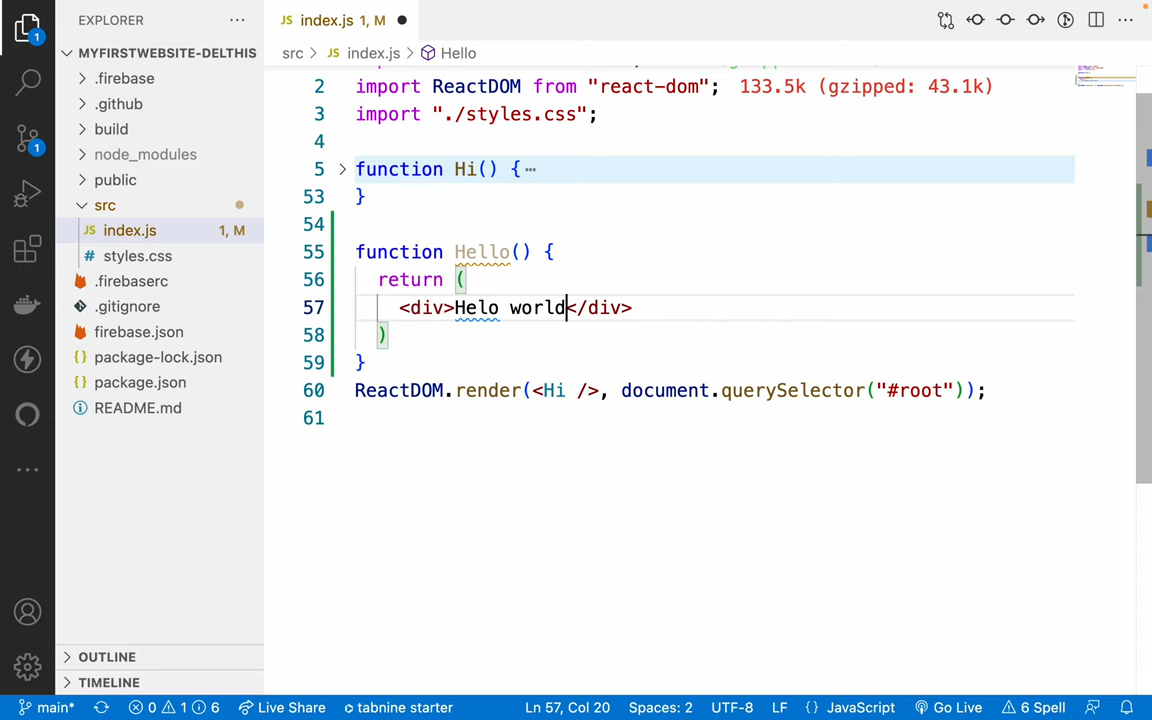 EXPLORER
index.js 1, M
MYFIRSTWEBSITE-DELTHIS
.firebase
.github
build
node_modules
public
src
index.js 1, M
styles.css
.firebaserc
.gitignore
firebase.json
package-lock.json
package.json
README.md
OUTLINE
TIMELINE
1
1
src > JS index.js > Hello
2 import ReactDOM from "react-dom"; 133.5k (gzipped: 43.1k)
3 import "./styles.css";
4
5 function Hi() {⋯
53 }
54
55 function Hello() {
56 return (
57 <div>Helo world</div>
58 )
59 }
60 ReactDOM.render(<Hi />, document.querySelector("#root"));
61
main* 0 1 6 Live Share tabnine starter Ln 57, Col 20 Spaces: 2 UTF-8 LF {} JavaScript Go Live 6 Spell